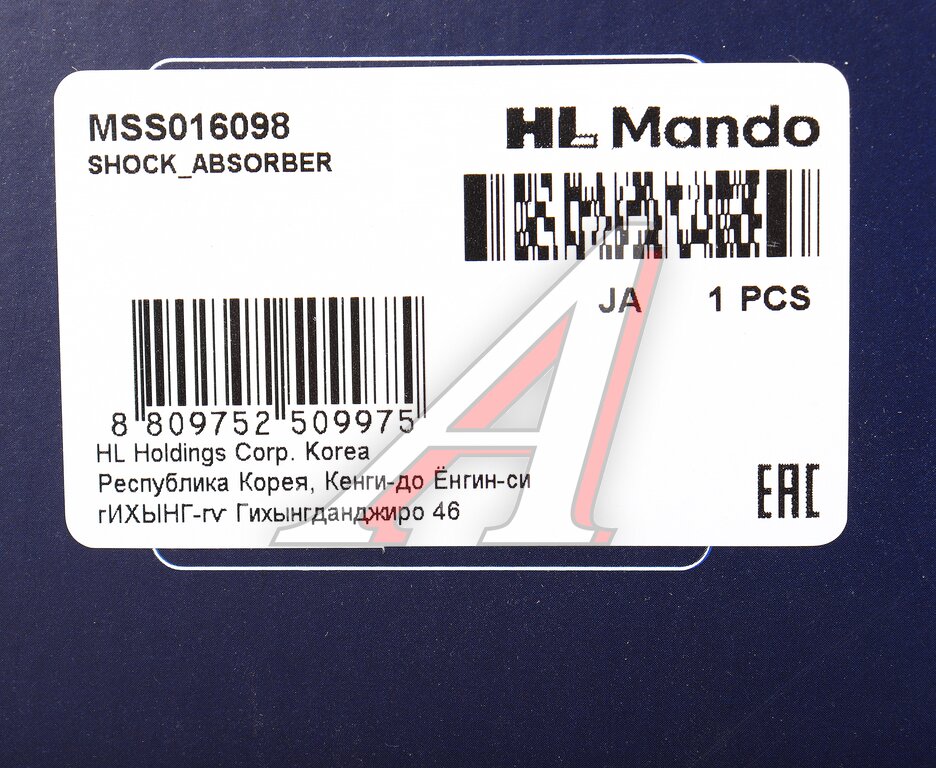 MSS016098
SHOCK_ABSORBER
HL Mando
JA 1 PCS
8 809752 509975
HL Holdings Corp. Korea
Республика Корея, Кенги-до Ёнгин-си
гИХЫНГ-гv Гихынгданджиро 46
EAC